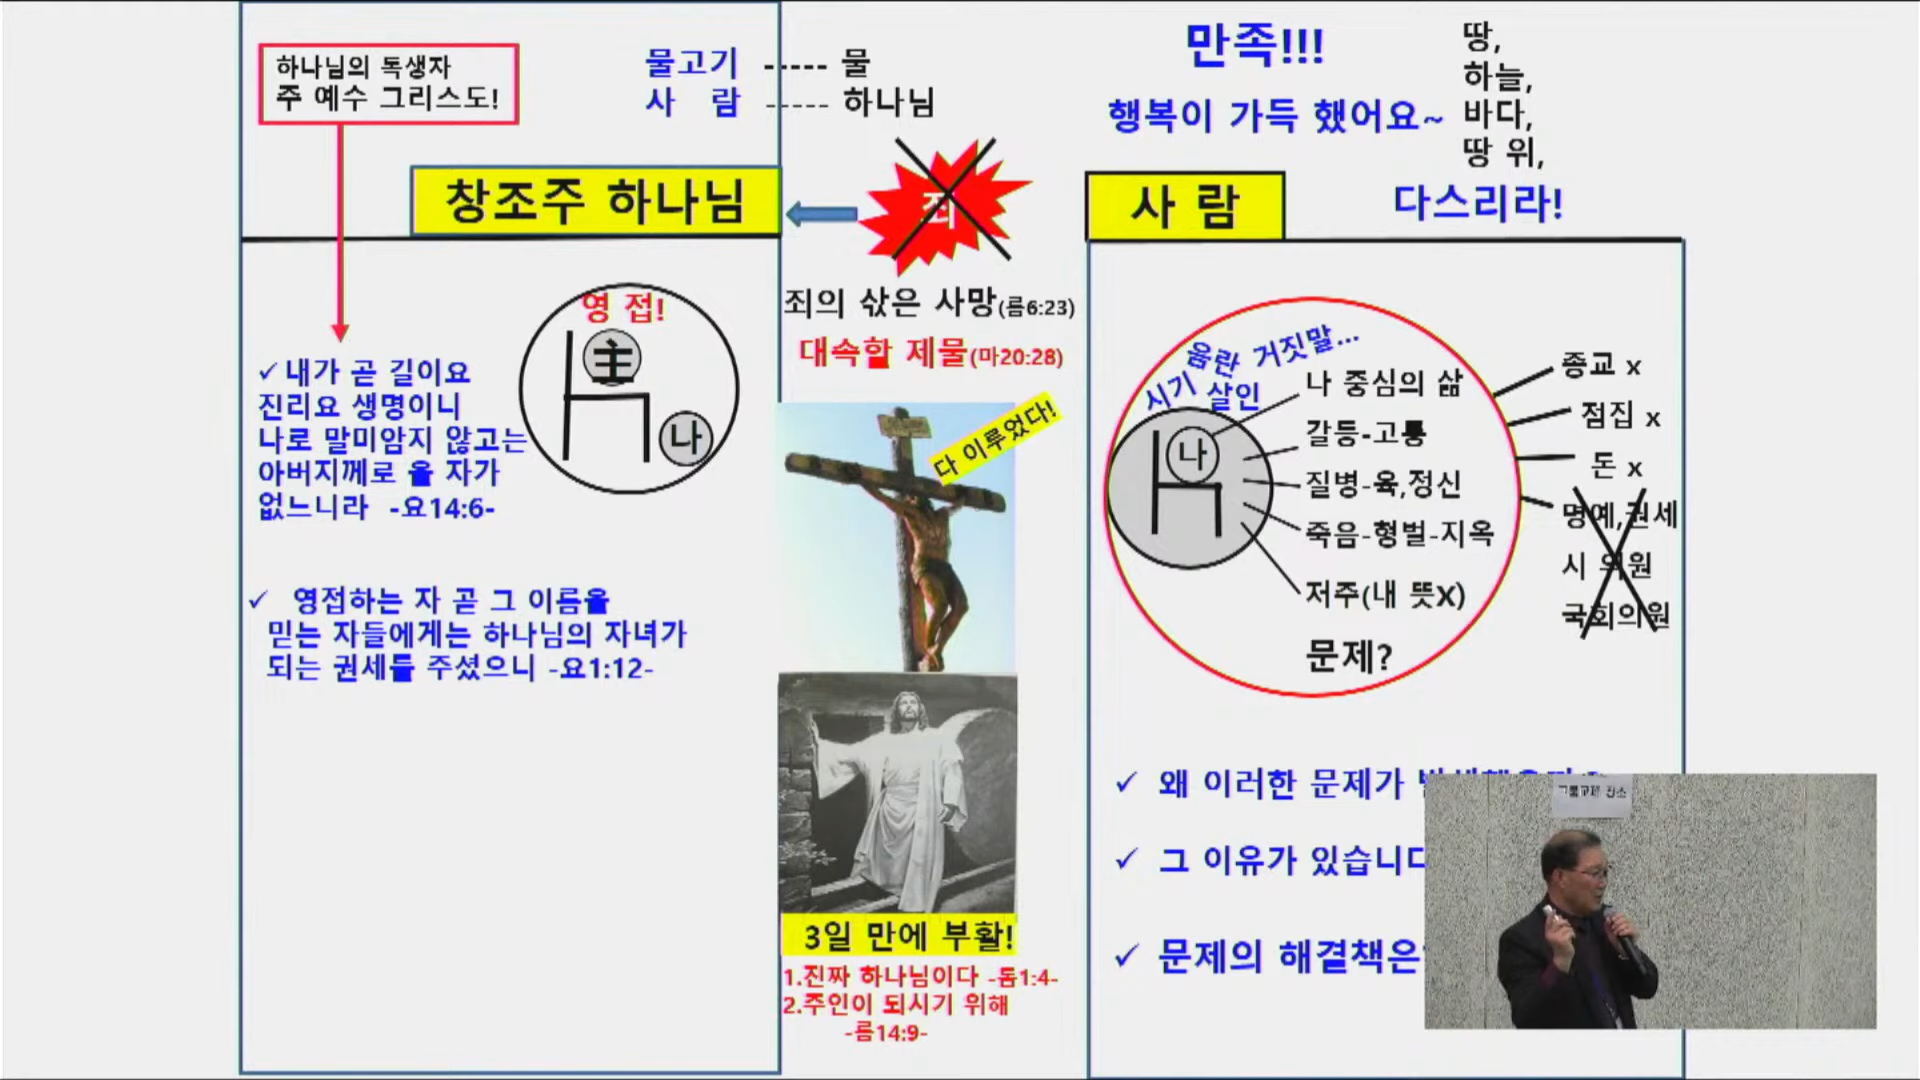 하나님의 독생자
주 예수 그리스도!
물고기 ----- 물
사 람 ----- 하나님
만족!!!
행복이 가득 했어요~
땅,
하늘,
바다,
땅 위,
다스리라!
창조주 하나님
죄
사 람
죄의 삯은 사망(롬6:23)
대속할 제물(마20:28)
영 접!
主
나
✓ 내가 곧 길이요
진리요 생명이니
나로 말미암지 않고는
아버지께로 올 자가
없느니라 -요14:6-
✓ 영접하는 자 곧 그 이름을
믿는 자들에게는 하나님의 자녀가
되는 권세를 주셨으니 -요1:12-
다 이루었다!
3일 만에 부활!
1.진짜 하나님이다 -롬1:4-
2.주인이 되시기 위해
-롬14:9-
음란 거짓말...
시기 살인
나
나 중심의 삶
갈등-고통
질병-육,정신
죽음-형벌-지옥
저주(내 뜻X)
문제?
종교 x
점집 x
돈 x
명예,권세
시 의원
국회의원
✓ 왜 이러한 문제가
✓ 그 이유가 있습니다
✓ 문제의 해결책은
그룹교제 장소